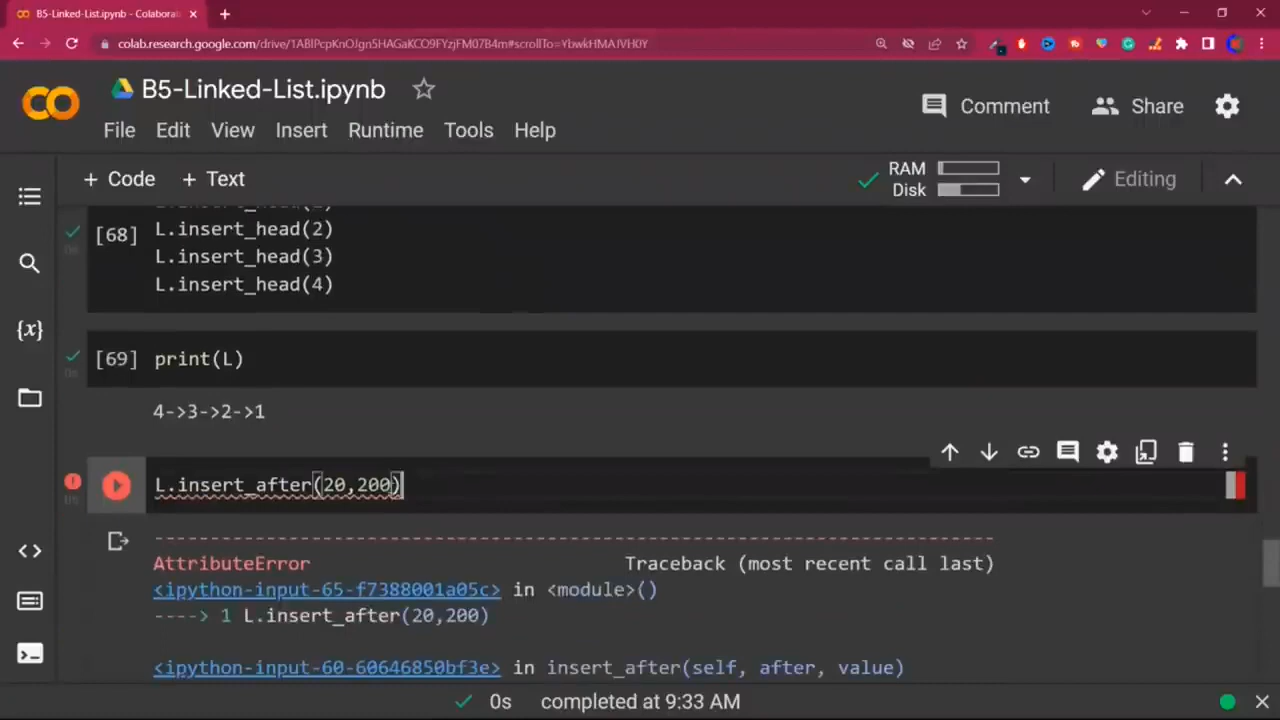 B5-Linked-List.ipynb - Colaborat
colab.research.google.com/drive/
B5-Linked-List.ipynb
Comment
Share
File Edit View Insert Runtime Tools Help
+ Code + Text
RAM
Disk
Editing
[68]
L.insert_head(2)
L.insert_head(3)
L.insert_head(4)
[69] print(L)
0s
4->3->2->1
L.insert_after(20,200)
0s
AttributeError Traceback (most recent call last)
<ipython-input-65-f7388001a05c> in <module>()
----> 1 L.insert_after(20,200)
<ipython-input-60-60646850bf3e> in insert_after(self, after, value)
0s completed at 9:33 AM